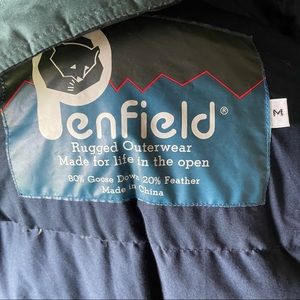 Penfield®
Rugged Outerwear
Made for life in the open
80% Goose Down 20% Feather
Made in China
M